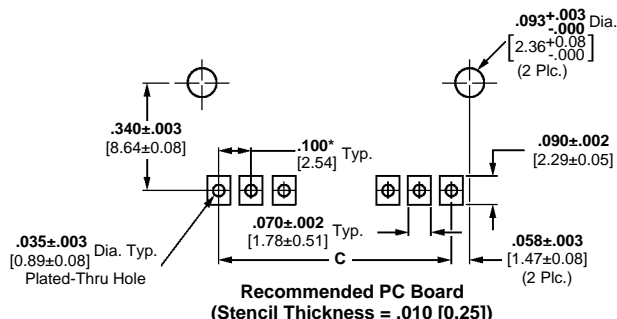 .093+.003 -.000 Dia.
[2.36+0.08 -.000]
(2 Plc.)
.340±.003
[8.64±0.08]
.100* Typ.
[2.54]
.090±.002
[2.29±0.05]
.070±.002 Typ.
[1.78±0.51]
.035±.003 Dia. Typ.
[0.89±0.08]
Plated-Thru Hole
C
.058±.003
[1.47±0.08]
(2 Plc.)
Recommended PC Board
(Stencil Thickness = .010 [0.25])